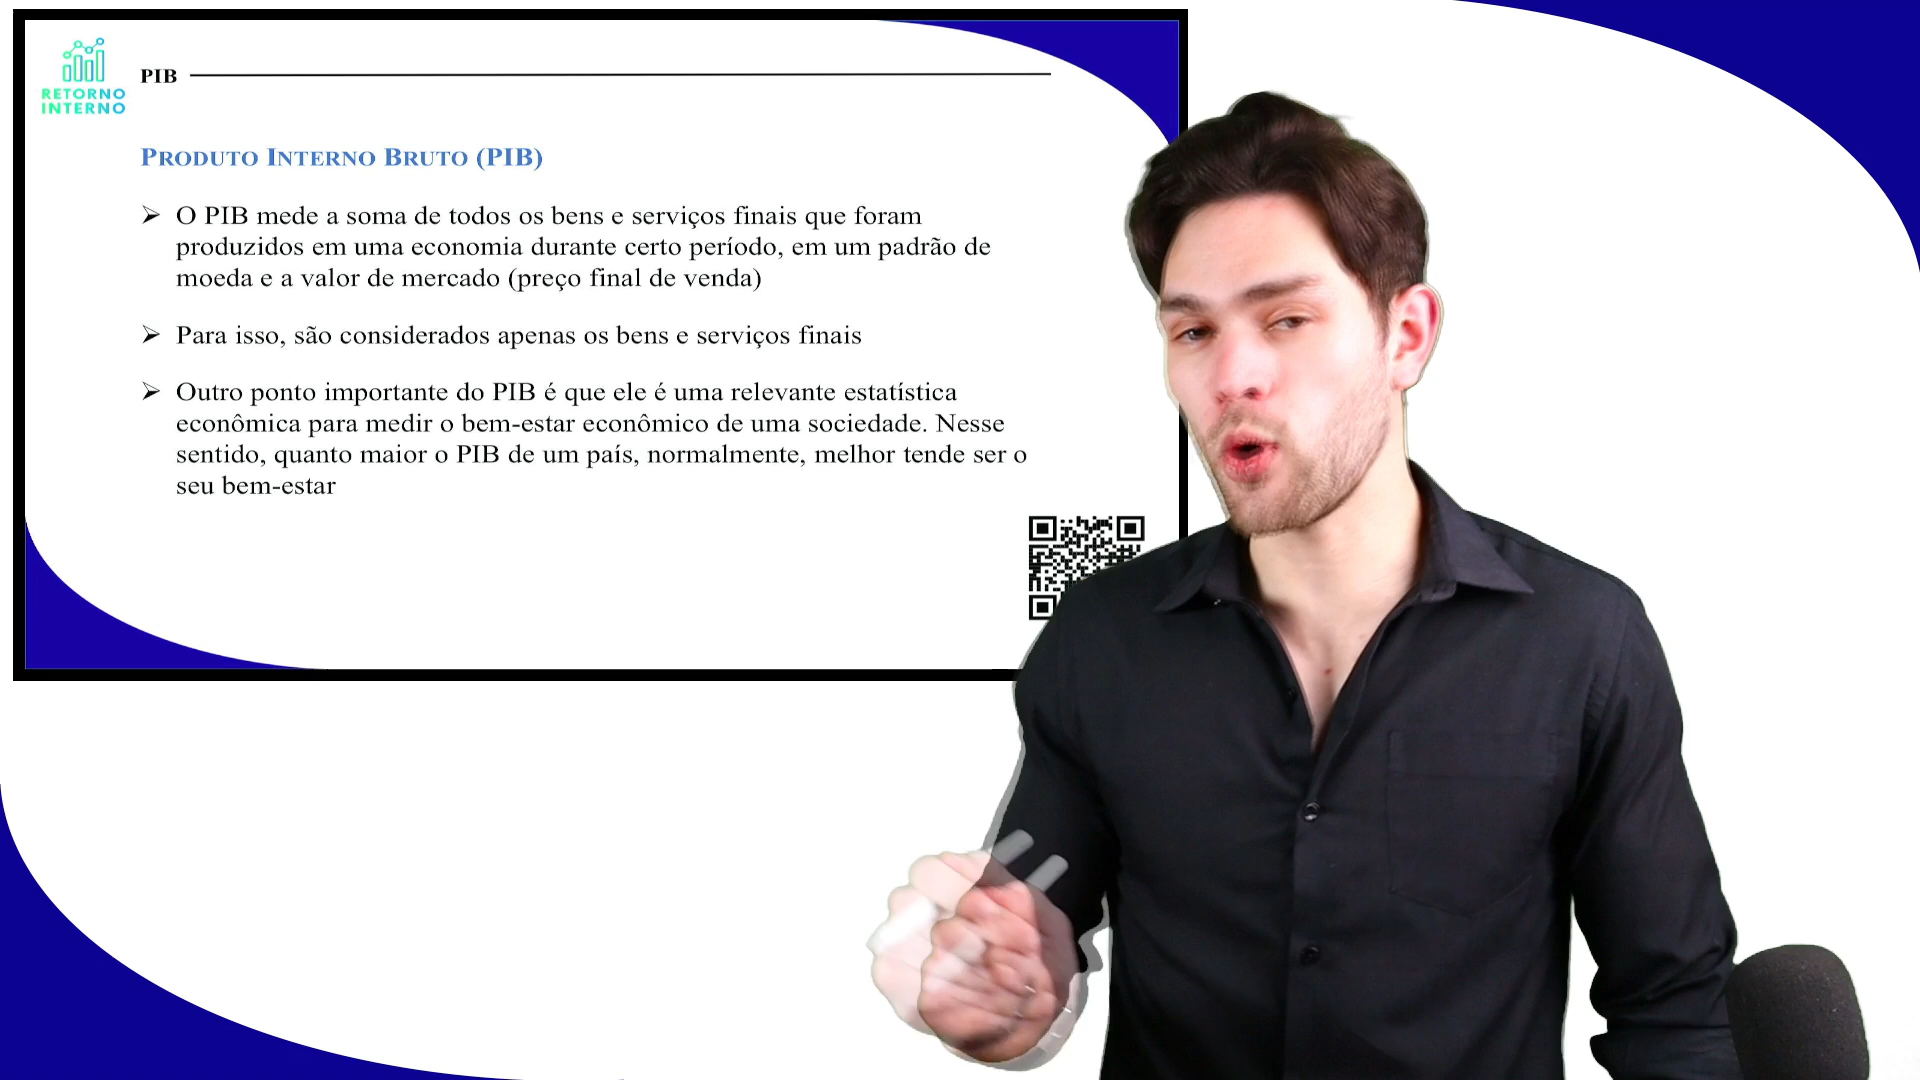 RETORNO
INTERNO
PIB
PRODUTO INTERNO BRUTO (PIB)
O PIB mede a soma de todos os bens e serviços finais que foram
produzidos em uma economia durante certo período, em um padrão de
moeda e a valor de mercado (preço final de venda)
Para isso, são considerados apenas os bens e serviços finais
Outro ponto importante do PIB é que ele é uma relevante estatística
econômica para medir o bem-estar econômico de uma sociedade. Nesse
sentido, quanto maior o PIB de um país, normalmente, melhor tende ser o
seu bem-estar